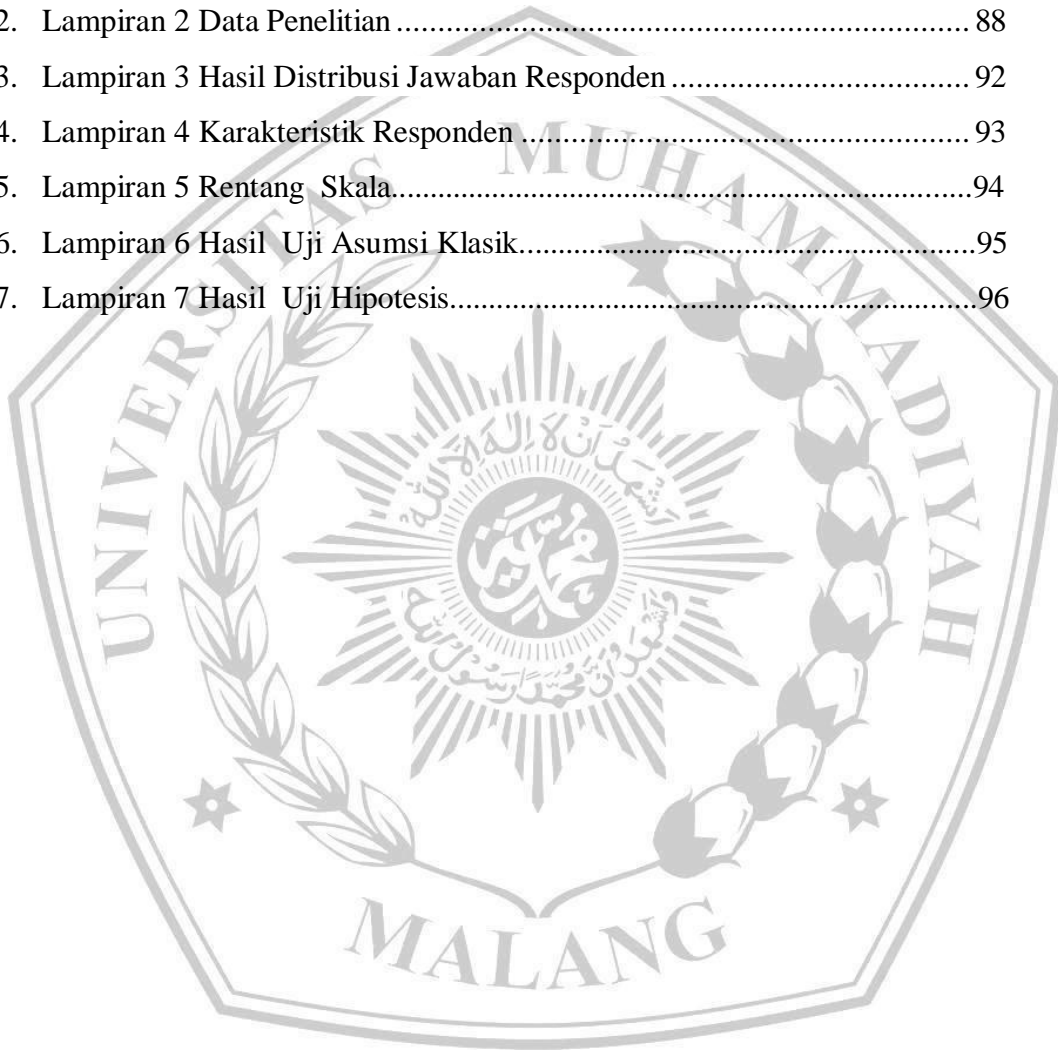 2. Lampiran 2 Data Penelitian ........................................................................ 88
3. Lampiran 3 Hasil Distribusi Jawaban Responden ..................................... 92
4. Lampiran 4 Karakteristik Responden ........................................................ 93
5. Lampiran 5 Rentang  Skala.........................................................................94
6. Lampiran 6 Hasil  Uji Asumsi Klasik.........................................................95
7. Lampiran 7 Hasil  Uji Hipotesis..................................................................96
UNIVERSITAS MUHAMMADIYAH
MALANG